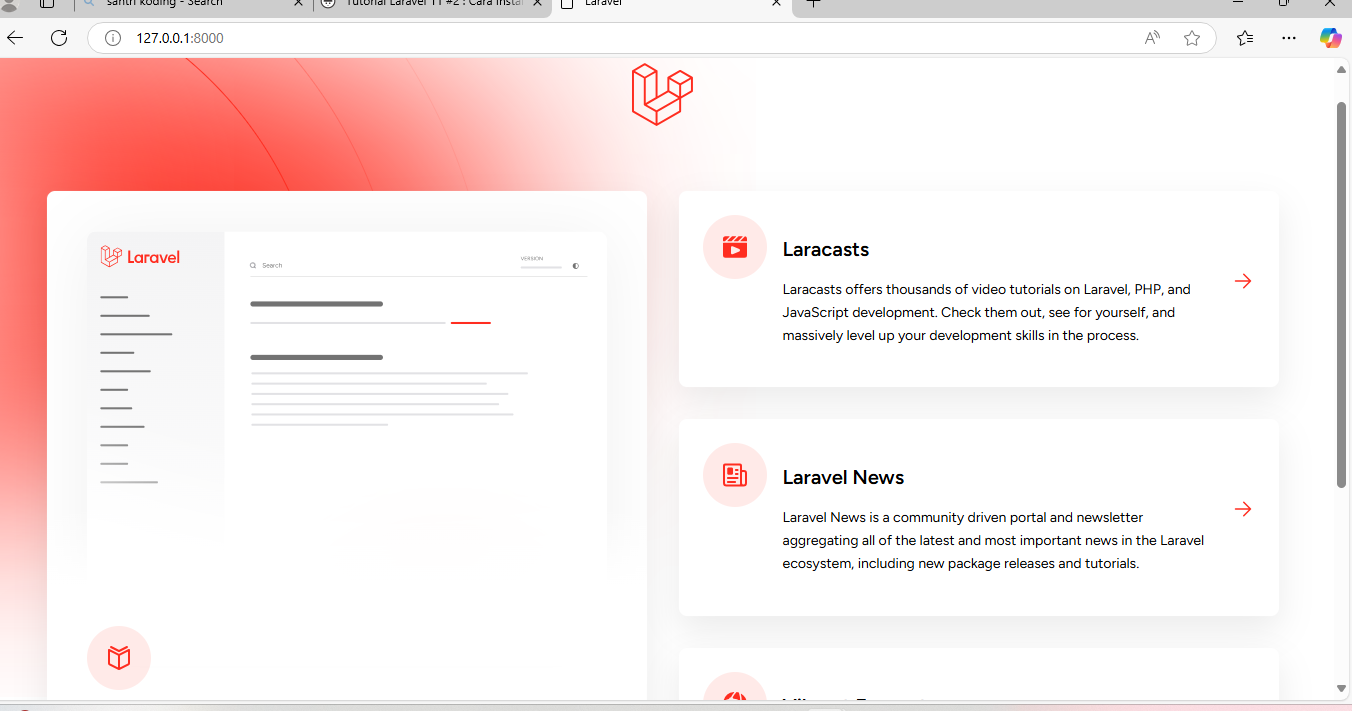 santri koding - Search
Tutorial Laravel 11 #2 : Cara Insta
Laravel
127.0.0.1:8000
Laravel
Search
VERSION
Laracasts
Laracasts offers thousands of video tutorials on Laravel, PHP, and
JavaScript development. Check them out, see for yourself, and
massively level up your development skills in the process.
Laravel News
Laravel News is a community driven portal and newsletter
aggregating all of the latest and most important news in the Laravel
ecosystem, including new package releases and tutorials.